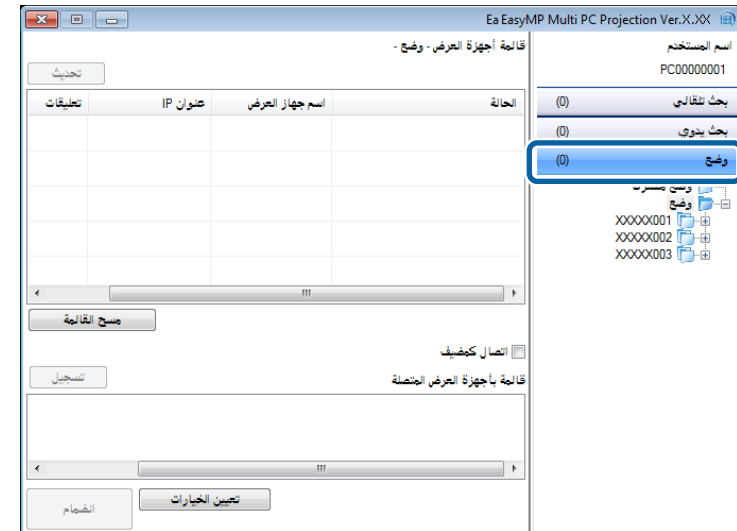 Ea EasyMP Multi PC Projection Ver.X.XX
اسم المستخدم
PC00000001
بحث تلقائي (0)
بحث يدوي (0)
وضع (0)
وضع مشترك
وضع
XXXXX001
XXXXX002
XXXXX003
قائمة أجهزة العرض - وضع -
تحديث
الحالة اسم جهاز العرض عنوان IP تعليقات
مسح القائمة
اتصال كمضيف
قائمة بأجهزة العرض المتصلة
تسجيل
تعيين الخيارات
انضمام